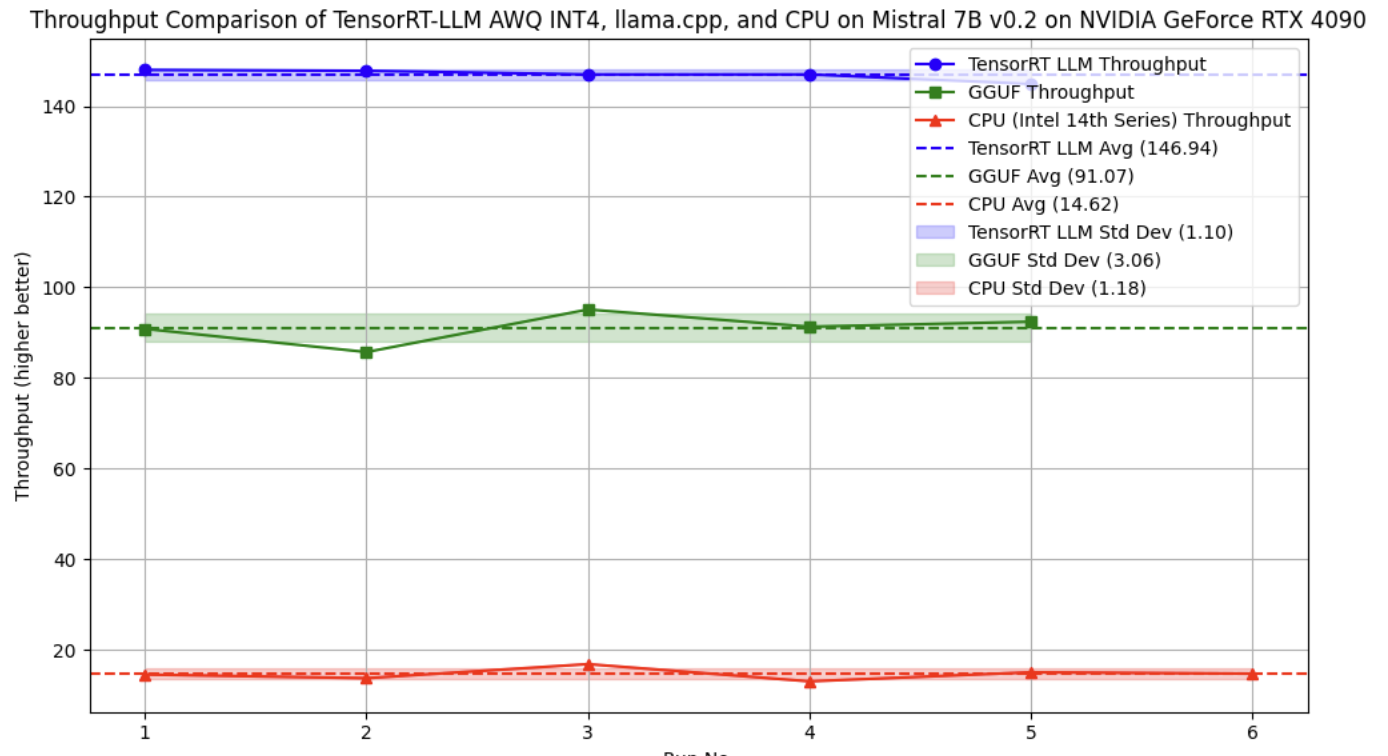 Throughput Comparison of TensorRT-LLM AWQ INT4, llama.cpp, and CPU on Mistral 7B v0.2 on NVIDIA GeForce RTX 4090
TensorRT LLM Throughput
GGUF Throughput
CPU (Intel 14th Series) Throughput
TensorRT LLM Avg (146.94)
GGUF Avg (91.07)
CPU Avg (14.62)
TensorRT LLM Std Dev (1.10)
GGUF Std Dev (3.06)
CPU Std Dev (1.18)
Throughput (higher better)
140
120
100
80
60
40
20
1 2 3 4 5 6
Run No